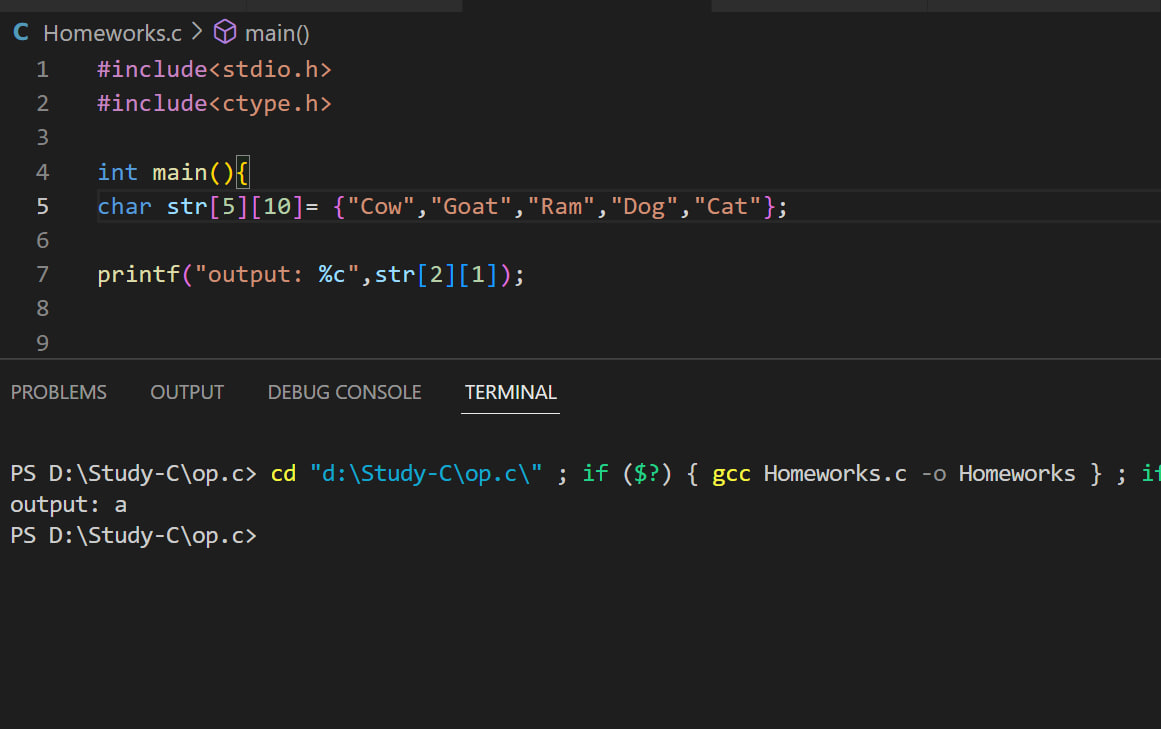 C Homeworks.c > main()
1 #include<stdio.h>
2 #include<ctype.h>
3
4 int main(){
5 char str[5][10]= {"Cow","Goat","Ram","Dog","Cat"};
6
7 printf("output: %c",str[2][1]);
8
9
PROBLEMS OUTPUT DEBUG CONSOLE TERMINAL
PS D:\Study-C\op.c> cd "d:\Study-C\op.c\" ; if ($?) { gcc Homeworks.c -o Homeworks } ; if
output: a
PS D:\Study-C\op.c>